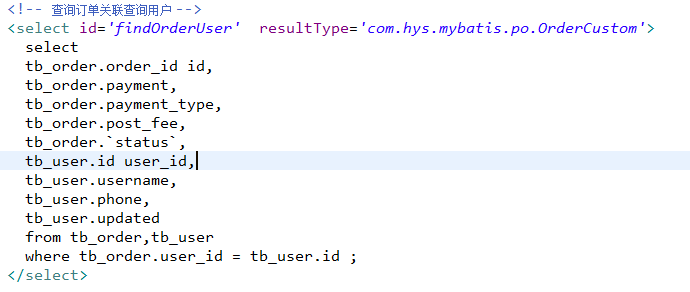 <!-- 查询订单关联查询用户 -->
<select id='findOrderUser'  resultType='com.hys.mybatis.po.OrderCustom'>
  select
  tb_order.order_id id,
  tb_order.payment,
  tb_order.payment_type,
  tb_order.post_fee,
  tb_order.`status`,
  tb_user.id user_id,
  tb_user.username,
  tb_user.phone,
  tb_user.updated
  from tb_order,tb_user
  where tb_order.user_id = tb_user.id ;
</select>